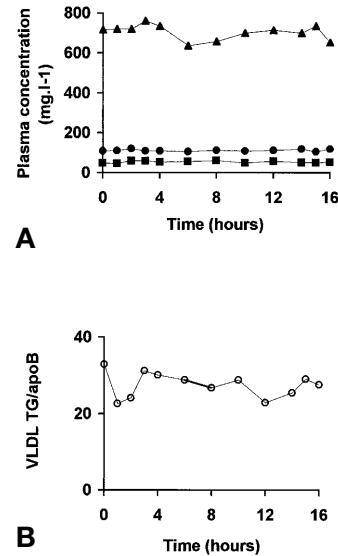 800
600
400
200
0
Plasma concentration
(mg.l-1)
0 4 8 12 16
Time (hours)
A
40
20
0
VLDL TG/apoB
0 4 8 12 16
Time (hours)
B